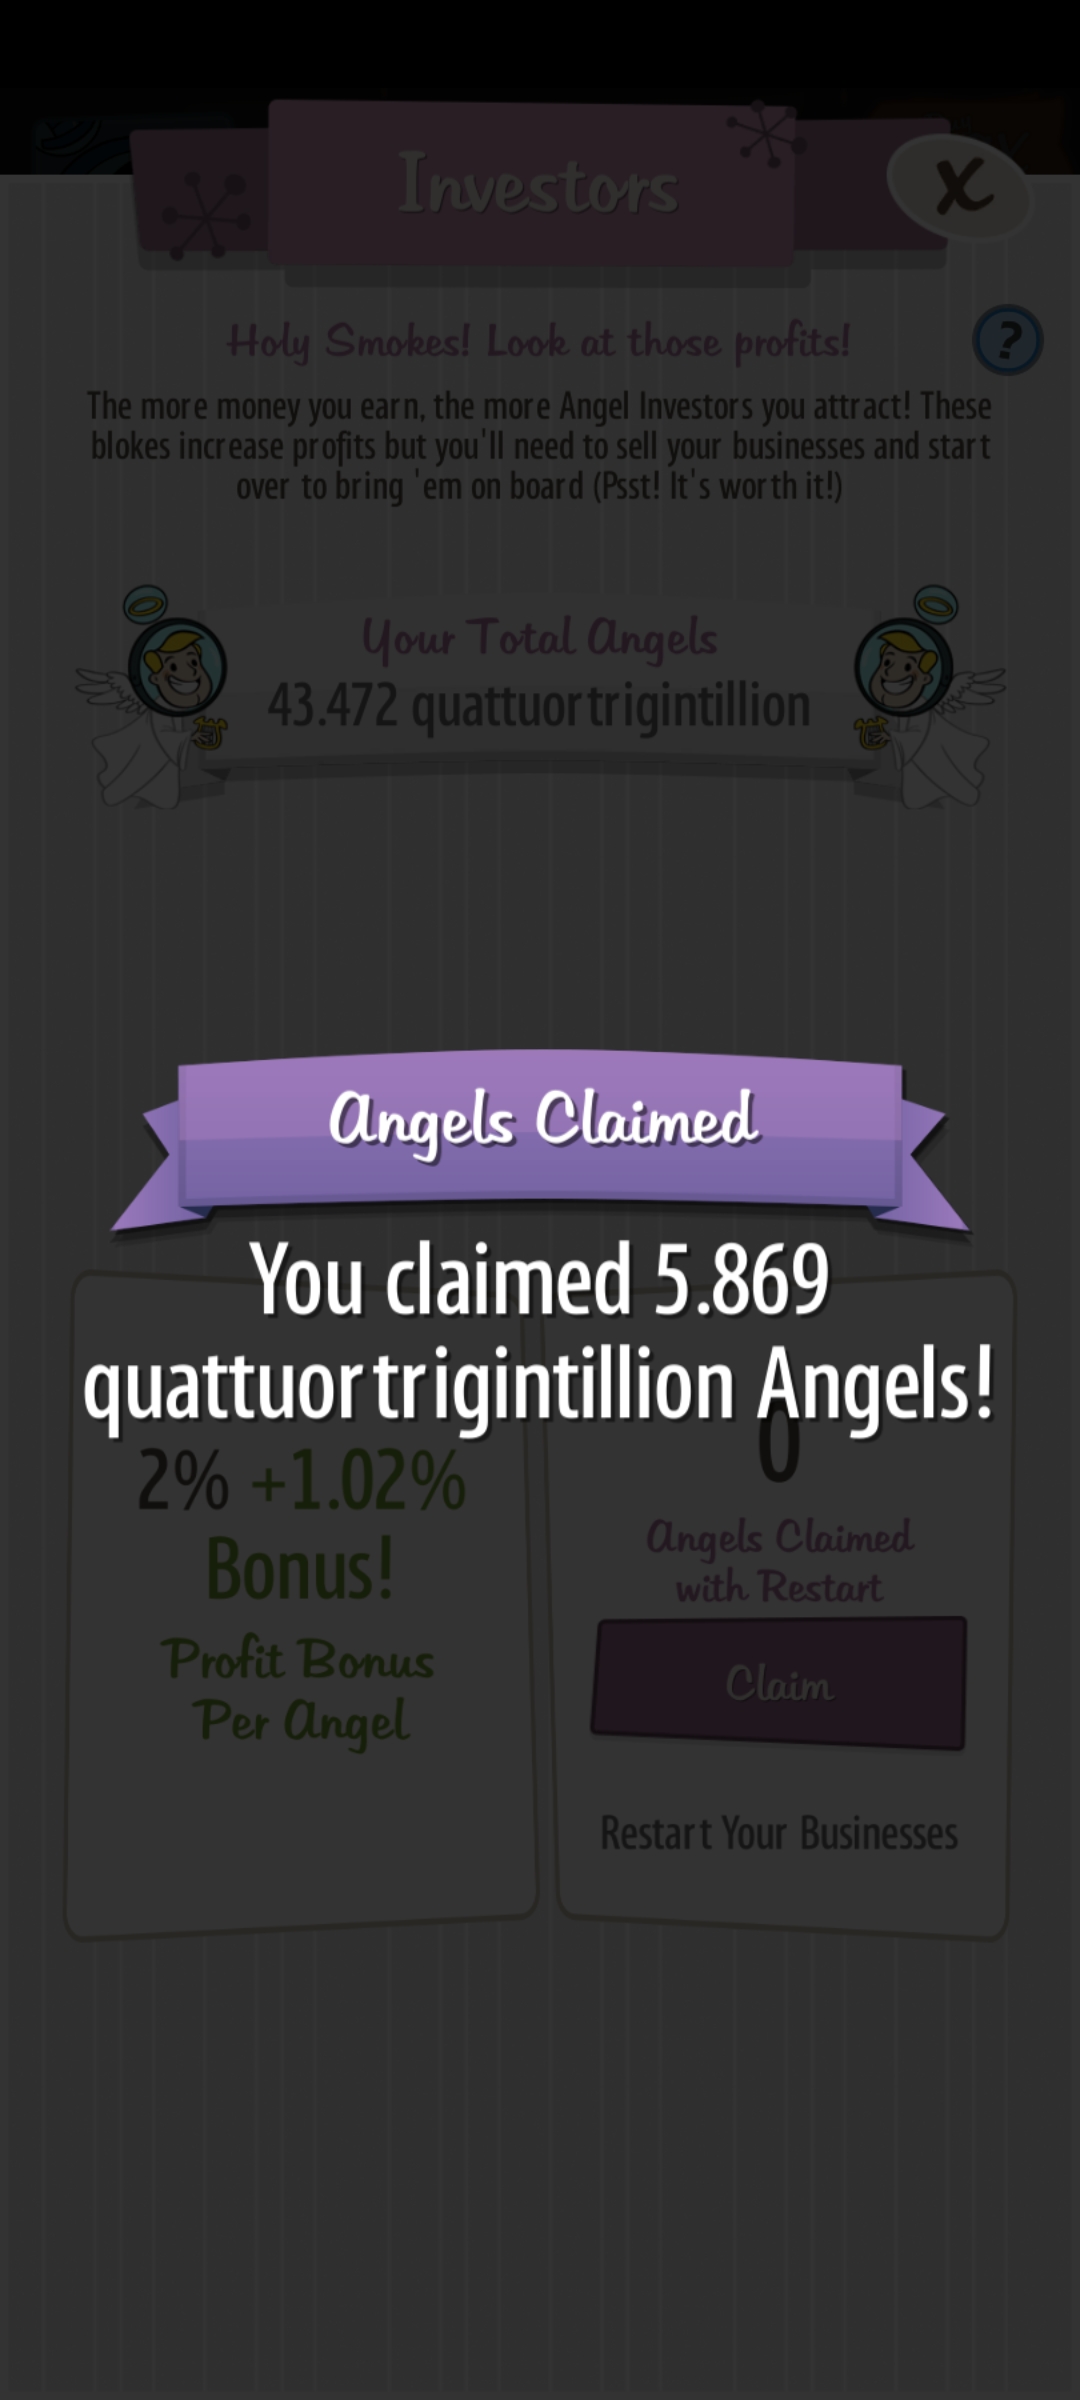 Investors
X
Holy Smokes! Look at those profits!
?
The more money you earn, the more Angel Investors you attract! These
blokes increase profits but you'll need to sell your businesses and start
over to bring 'em on board (Psst! It's worth it!)
Your Total Angels
43.472 quattuortrigintillion
Angels Claimed
You claimed 5.869
quattuortrigintillion Angels!
2% +1.02%
Bonus!
Profit Bonus
Per Angel
0
Angels Claimed
with Restart
Claim
Restart Your Businesses